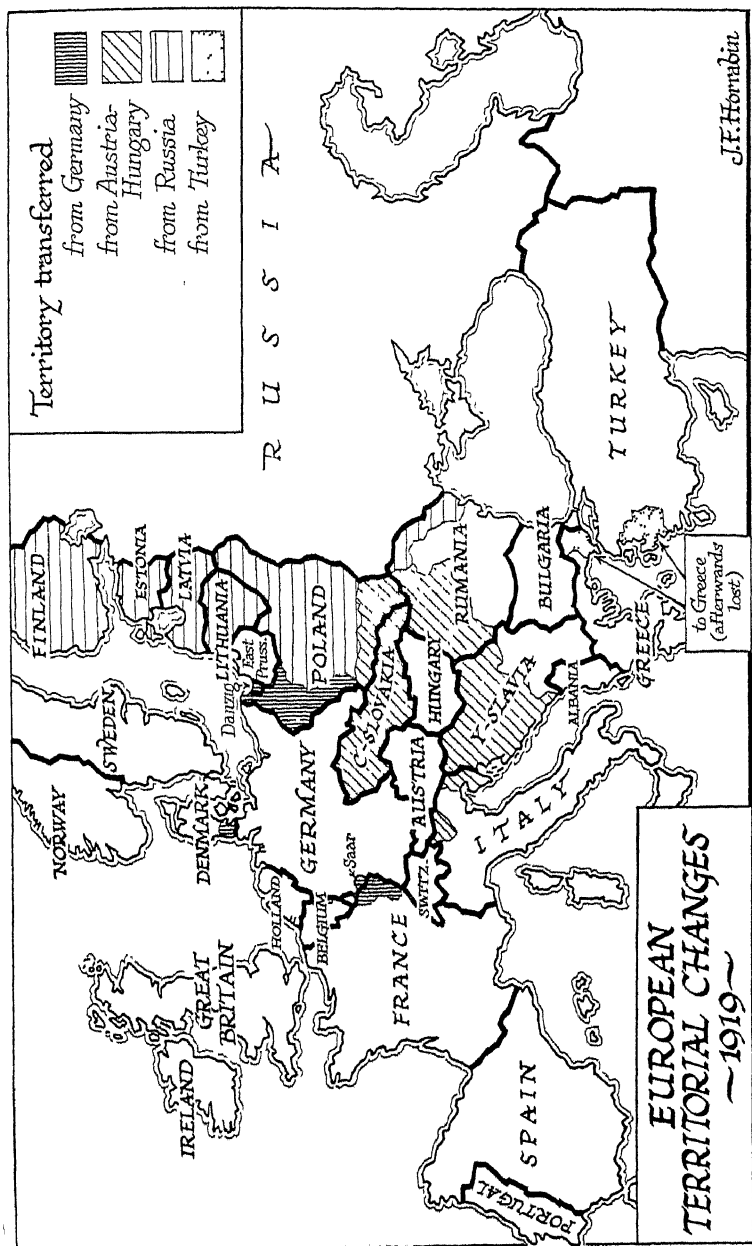 Territory transferred
from Germany
from Austria-
Hungary
from Russia
from Turkey
RUSSIA
FINLAND
NORWAY
SWEDEN
ESTONIA
LATVIA
LITHUANIA
DENMARK
Danzig
East
Pruss.
IRELAND
GREAT
BRITAIN
HOLLAND
BELGIUM
GERMANY
POLAND
Saar
C-SLOVAKIA
FRANCE
SWITZ.
AUSTRIA
HUNGARY
RUMANIA
Y-SLAVIA
BULGARIA
ITALY
ALBANIA
GREECE
TURKEY
PORTUGAL
SPAIN
to Greece
(afterwards
lost)
EUROPEAN
TERRITORIAL CHANGES
~1919~
J.F. Horrabin